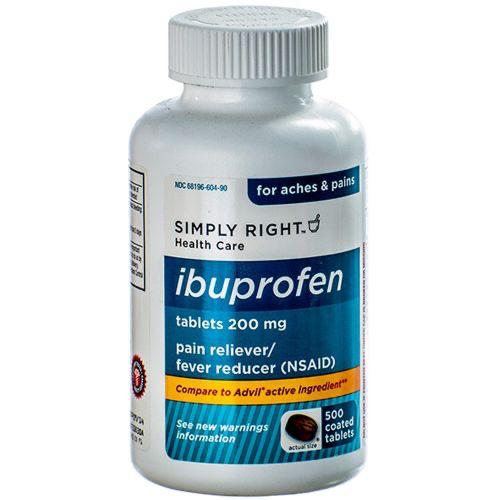 NDC 68196-604-90
for aches & pains
SIMPLY RIGHT™
Health Care
ibuprofen
tablets 200 mg
pain reliever/
fever reducer (NSAID)
Compare to Advil® active Ingredient**
See new warnings
information
actual size
500
coated
tablets